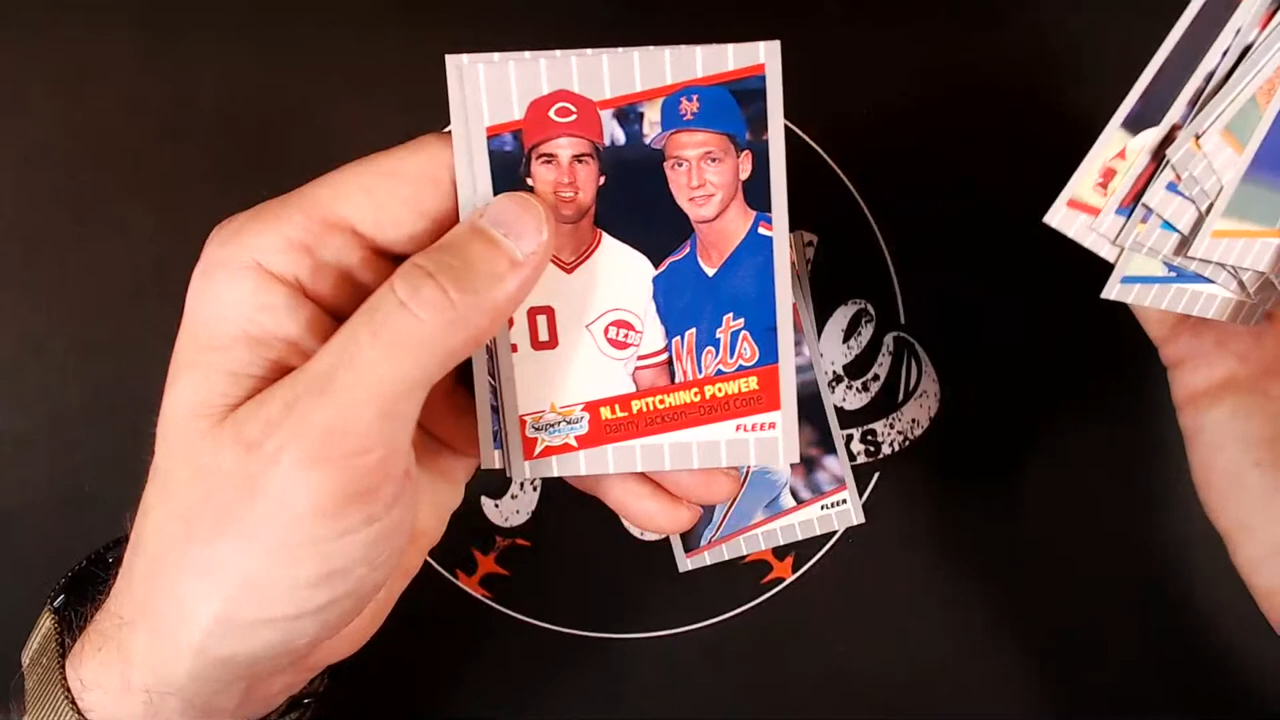 C
NY
20
REDS
Mets
SuperStar
SPECIALS
N.L. PITCHING POWER
Danny Jackson—David Cone
FLEER
FLEER